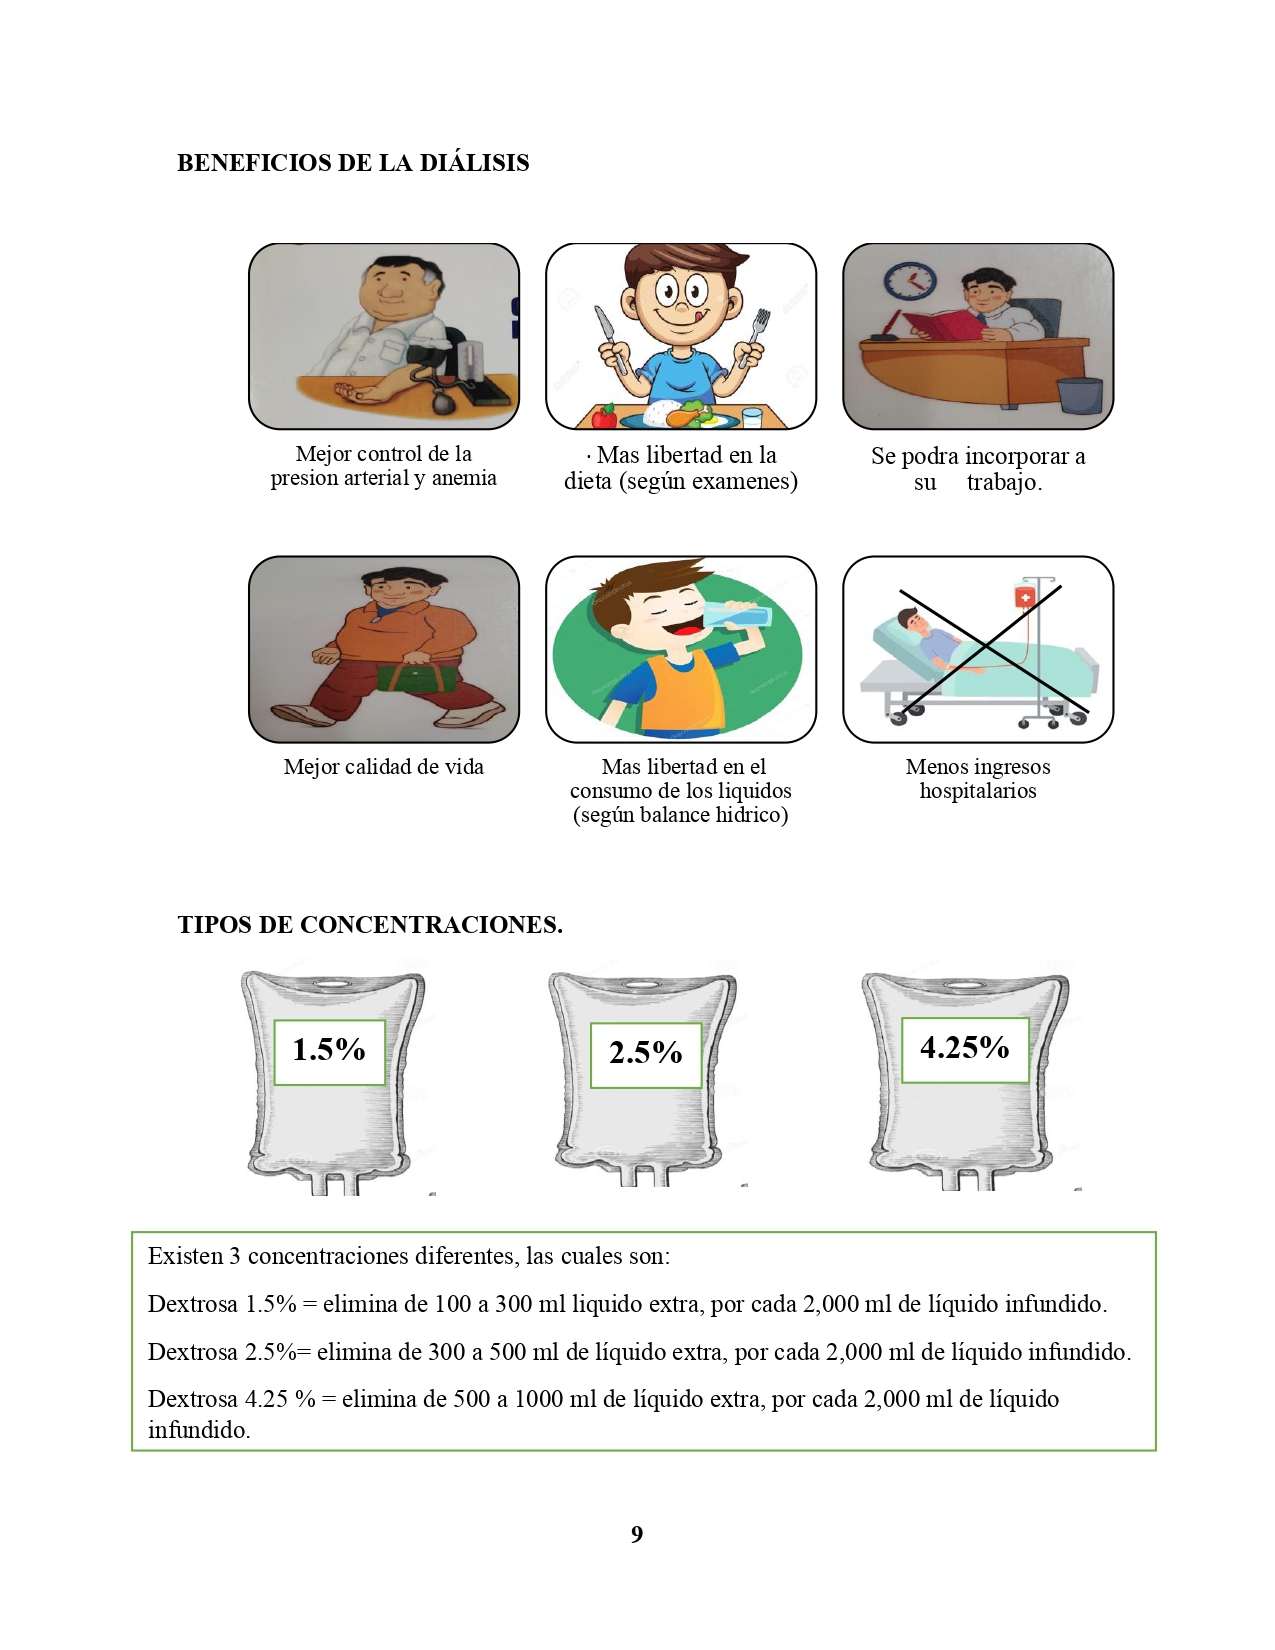 BENEFICIOS DE LA DIÁLISIS
Mejor control de la
presion arterial y anemia
· Mas libertad en la
dieta (según examenes)
Se podra incorporar a
su trabajo.
Mejor calidad de vida
Mas libertad en el
consumo de los liquidos
(según balance hidrico)
Menos ingresos
hospitalarios
TIPOS DE CONCENTRACIONES.
1.5%
2.5%
4.25%
Existen 3 concentraciones diferentes, las cuales son:
Dextrosa 1.5% = elimina de 100 a 300 ml liquido extra, por cada 2,000 ml de líquido infundido.
Dextrosa 2.5%= elimina de 300 a 500 ml de líquido extra, por cada 2,000 ml de líquido infundido.
Dextrosa 4.25 % = elimina de 500 a 1000 ml de líquido extra, por cada 2,000 ml de líquido
infundido.
9